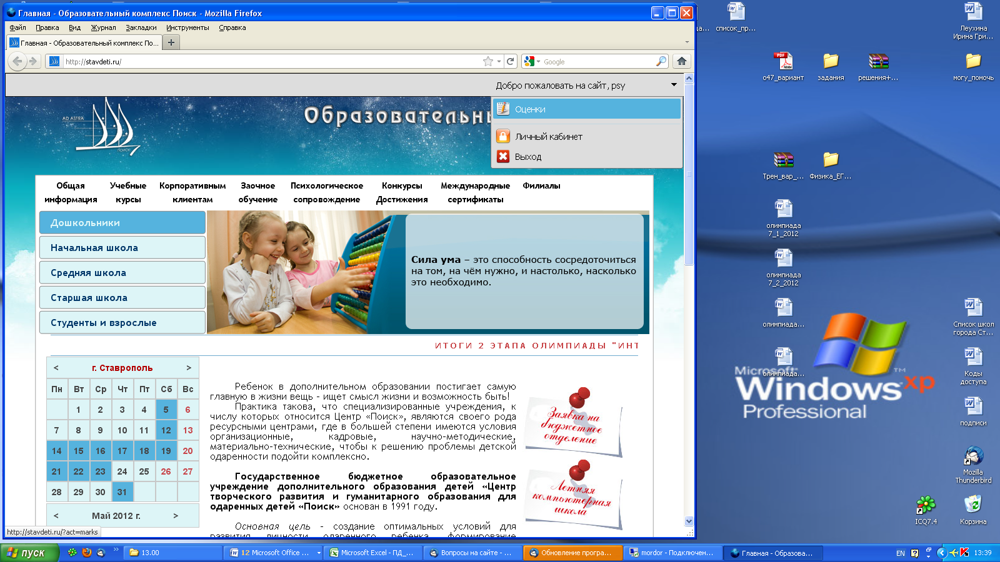 Главная - Образовательный комплекс Поиск - Mozilla Firefox
Файл Правка Вид Журнал Закладки Инструменты Справка
Главная - Образовательный комплекс По...
http://stavdeti.ru/
Google
Добро пожаловать на сайт, psy
Оценки
Личный кабинет
Выход
AD ASTRA
ПОИСК
Образовательны
Общая информация
Учебные курсы
Корпоративным клиентам
Заочное обучение
Психологическое сопровождение
Конкурсы Достижения
Международные сертификаты
Филиалы
Дошкольники
Начальная школа
Средняя школа
Старшая школа
Студенты и взрослые
Сила ума – это способность сосредоточиться
на том, на чём нужно, и настолько, насколько
это необходимо.
ИТОГИ 2 ЭТАПА ОЛИМПИАДЫ "ИНТ
< г. Ставрополь >
Пн Вт Ср Чт Пт Сб Вс
1 2 3 4 5 6
7 8 9 10 11 12 13
14 15 16 17 18 19 20
21 22 23 24 25 26 27
28 29 30 31
< Май 2012 г. >
Ребенок в дополнительном образовании постигает самую
главную в жизни вещь - ищет смысл жизни и возможность быть!
Практика такова, что специализированные учреждения, к
числу которых относится Центр «Поиск», являются своего рода
ресурсными центрами, где в большей степени имеются условия
организационные, кадровые, научно-методические,
материально-технические, чтобы к решению проблемы детской
одаренности подойти комплексно.
Государственное бюджетное образовательное
учреждение дополнительного образования детей «Центр
творческого развития и гуманитарного образования для
одаренных детей «Поиск» основан в 1991 году.
Основная цель - создание оптимальных условий для
развития личности одаренного ребенка, формирование
Заявка на
бюджетное
отделение
Летняя
компьютерная
школа
http://stavdeti.ru/?act=marks
список_пр...
Леухина
Ирина Гри...
о47_вариант
задания
решения+...
могу_помочь
Трен_вар_...
Физика_ЕГ...
олимпиада
7_1_2012
олимпиада
7_2_2012
олимпиада...
Список школ
города Ст...
олимпиада...
Коды
доступа
подписи
Mozilla
Thunderbird
ICQ7.4
Корзина
Microsoft
Windows xp
TM
Professional
пуск
13.00
12 Microsoft Office ...
Microsoft Excel - ПД_...
Вопросы на сайте - ...
Обновление програ...
mordor - Подключен...
Главная - Образова...
EN
13:39